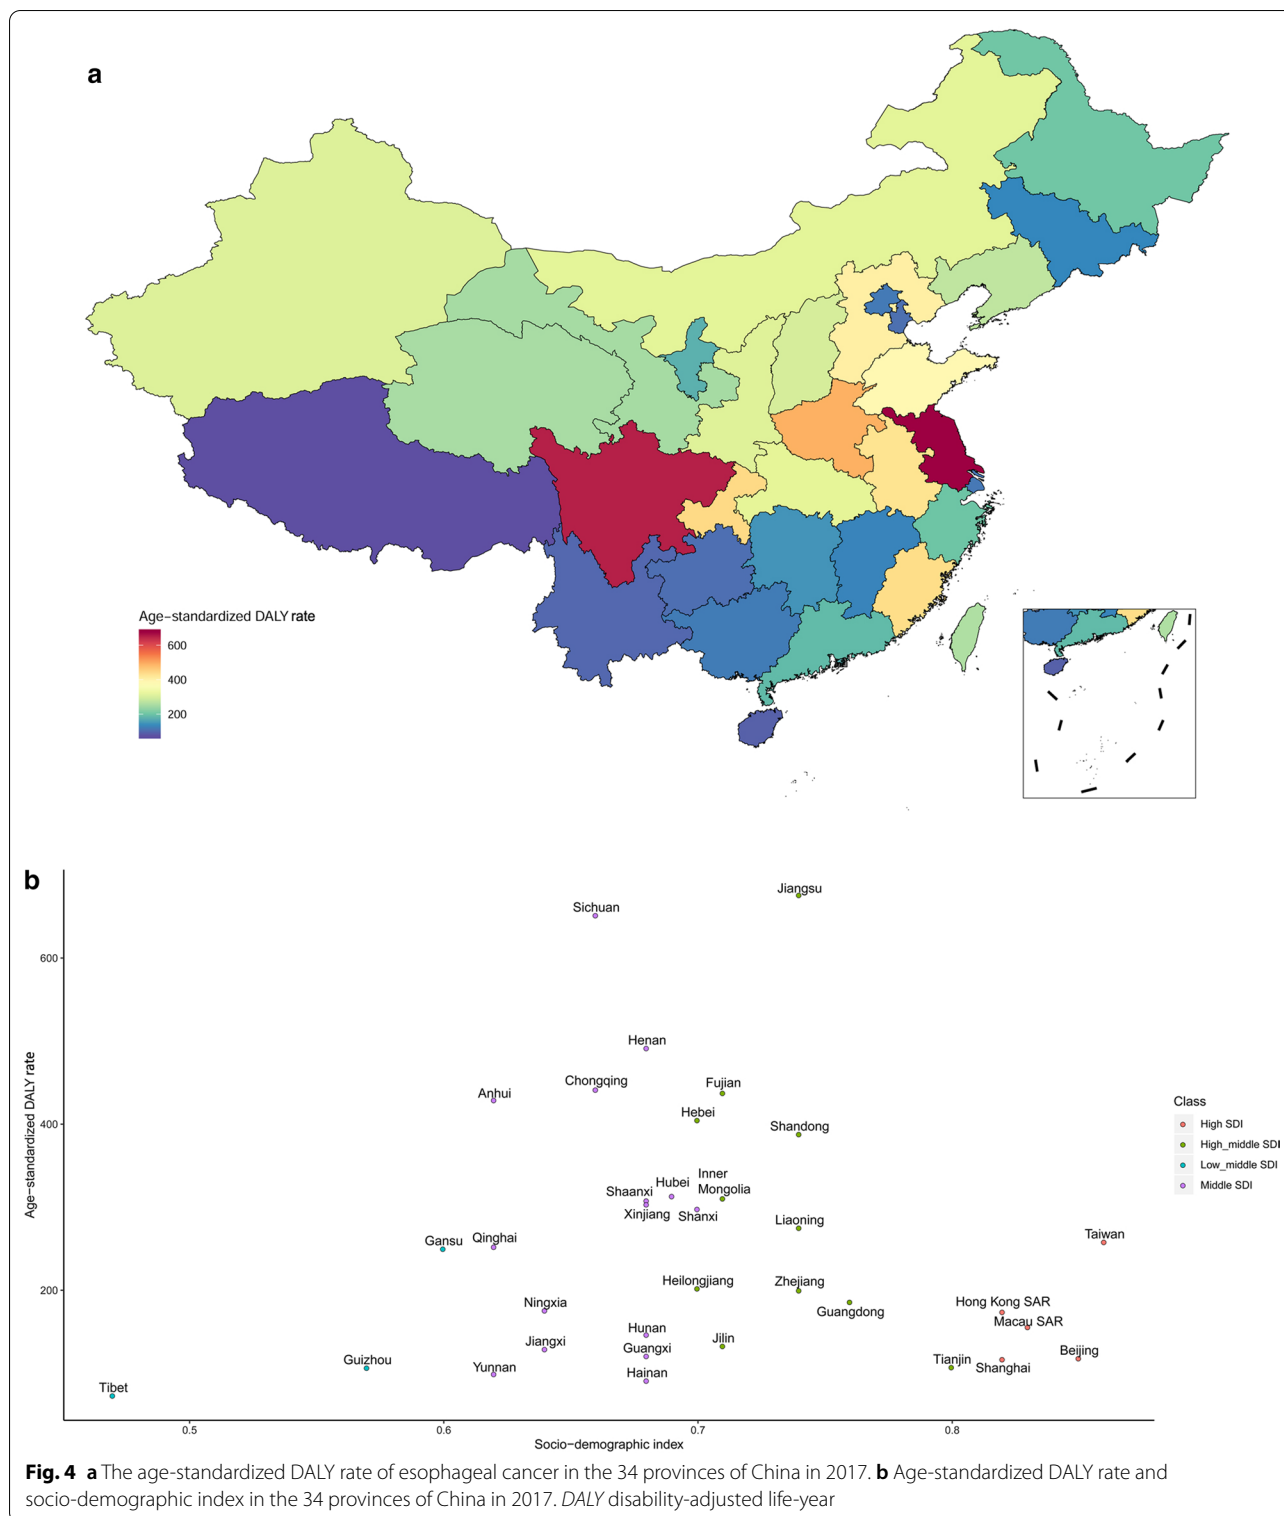 a
Age-standardized DALY rate
600
400
200
b
Jiangsu
Sichuan
600
Henan
Chongqing
Fujian
Anhui
Hebei
400
Shandong
Inner
Mongolia
Hubei
Shaanxi
Xinjiang
Shanxi
Liaoning
Taiwan
Gansu
Qinghai
Heilongjiang
Zhejiang
200
Ningxia
Guangdong
Hong Kong SAR
Macau SAR
Hunan
Jiangxi
Guangxi
Jilin
Beijing
Guizhou
Yunnan
Hainan
Tianjin
Shanghai
Tibet
Age-standardized DALY rate
Class
High SDI
High_middle SDI
Low_middle SDI
Middle SDI
0.5
0.6
0.7
0.8
Socio-demographic index
Fig. 4 a The age-standardized DALY rate of esophageal cancer in the 34 provinces of China in 2017. b Age-standardized DALY rate and
socio-demographic index in the 34 provinces of China in 2017. DALY disability-adjusted life-year